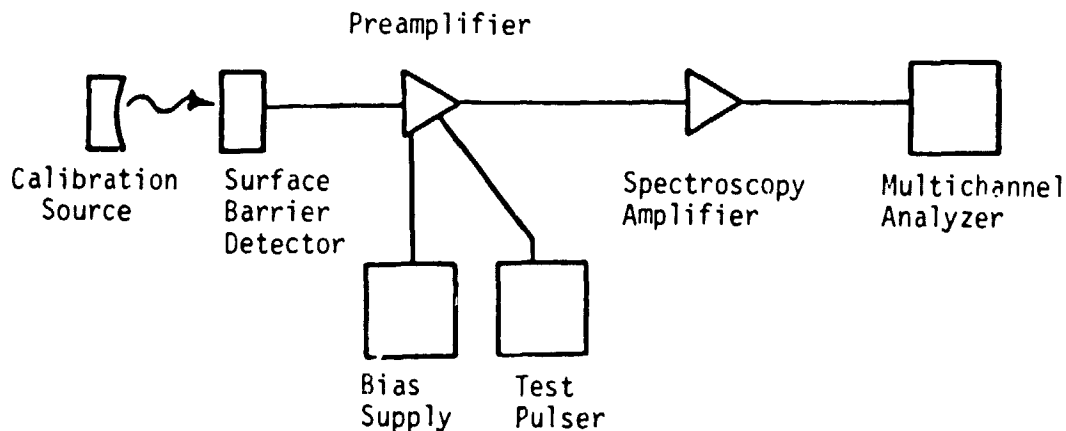 Preamplifier
Calibration
Source
Surface
Barrier
Detector
Spectroscopy
Amplifier
Multichannel
Analyzer
Bias
Supply
Test
Pulser